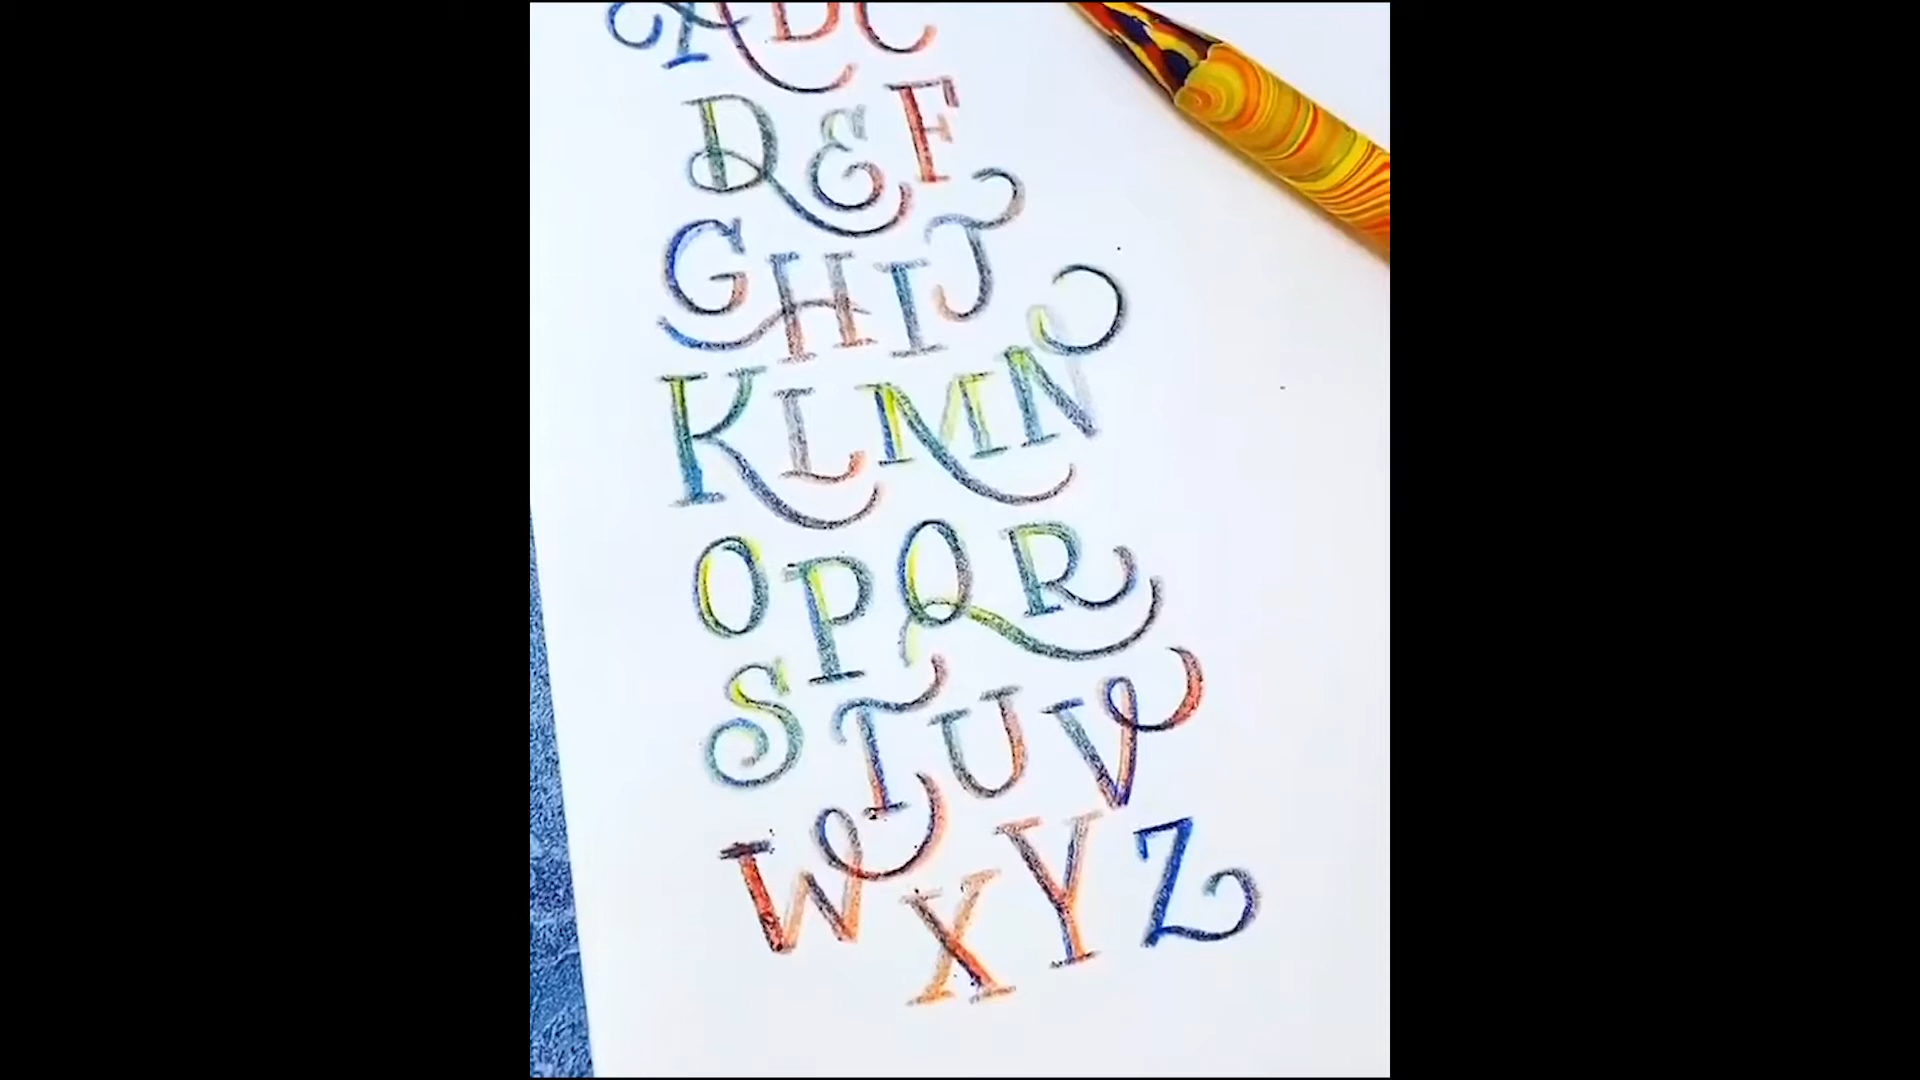 ABC
DEF
GHIJ
KLMN
OPQR
STUV
WXYZ